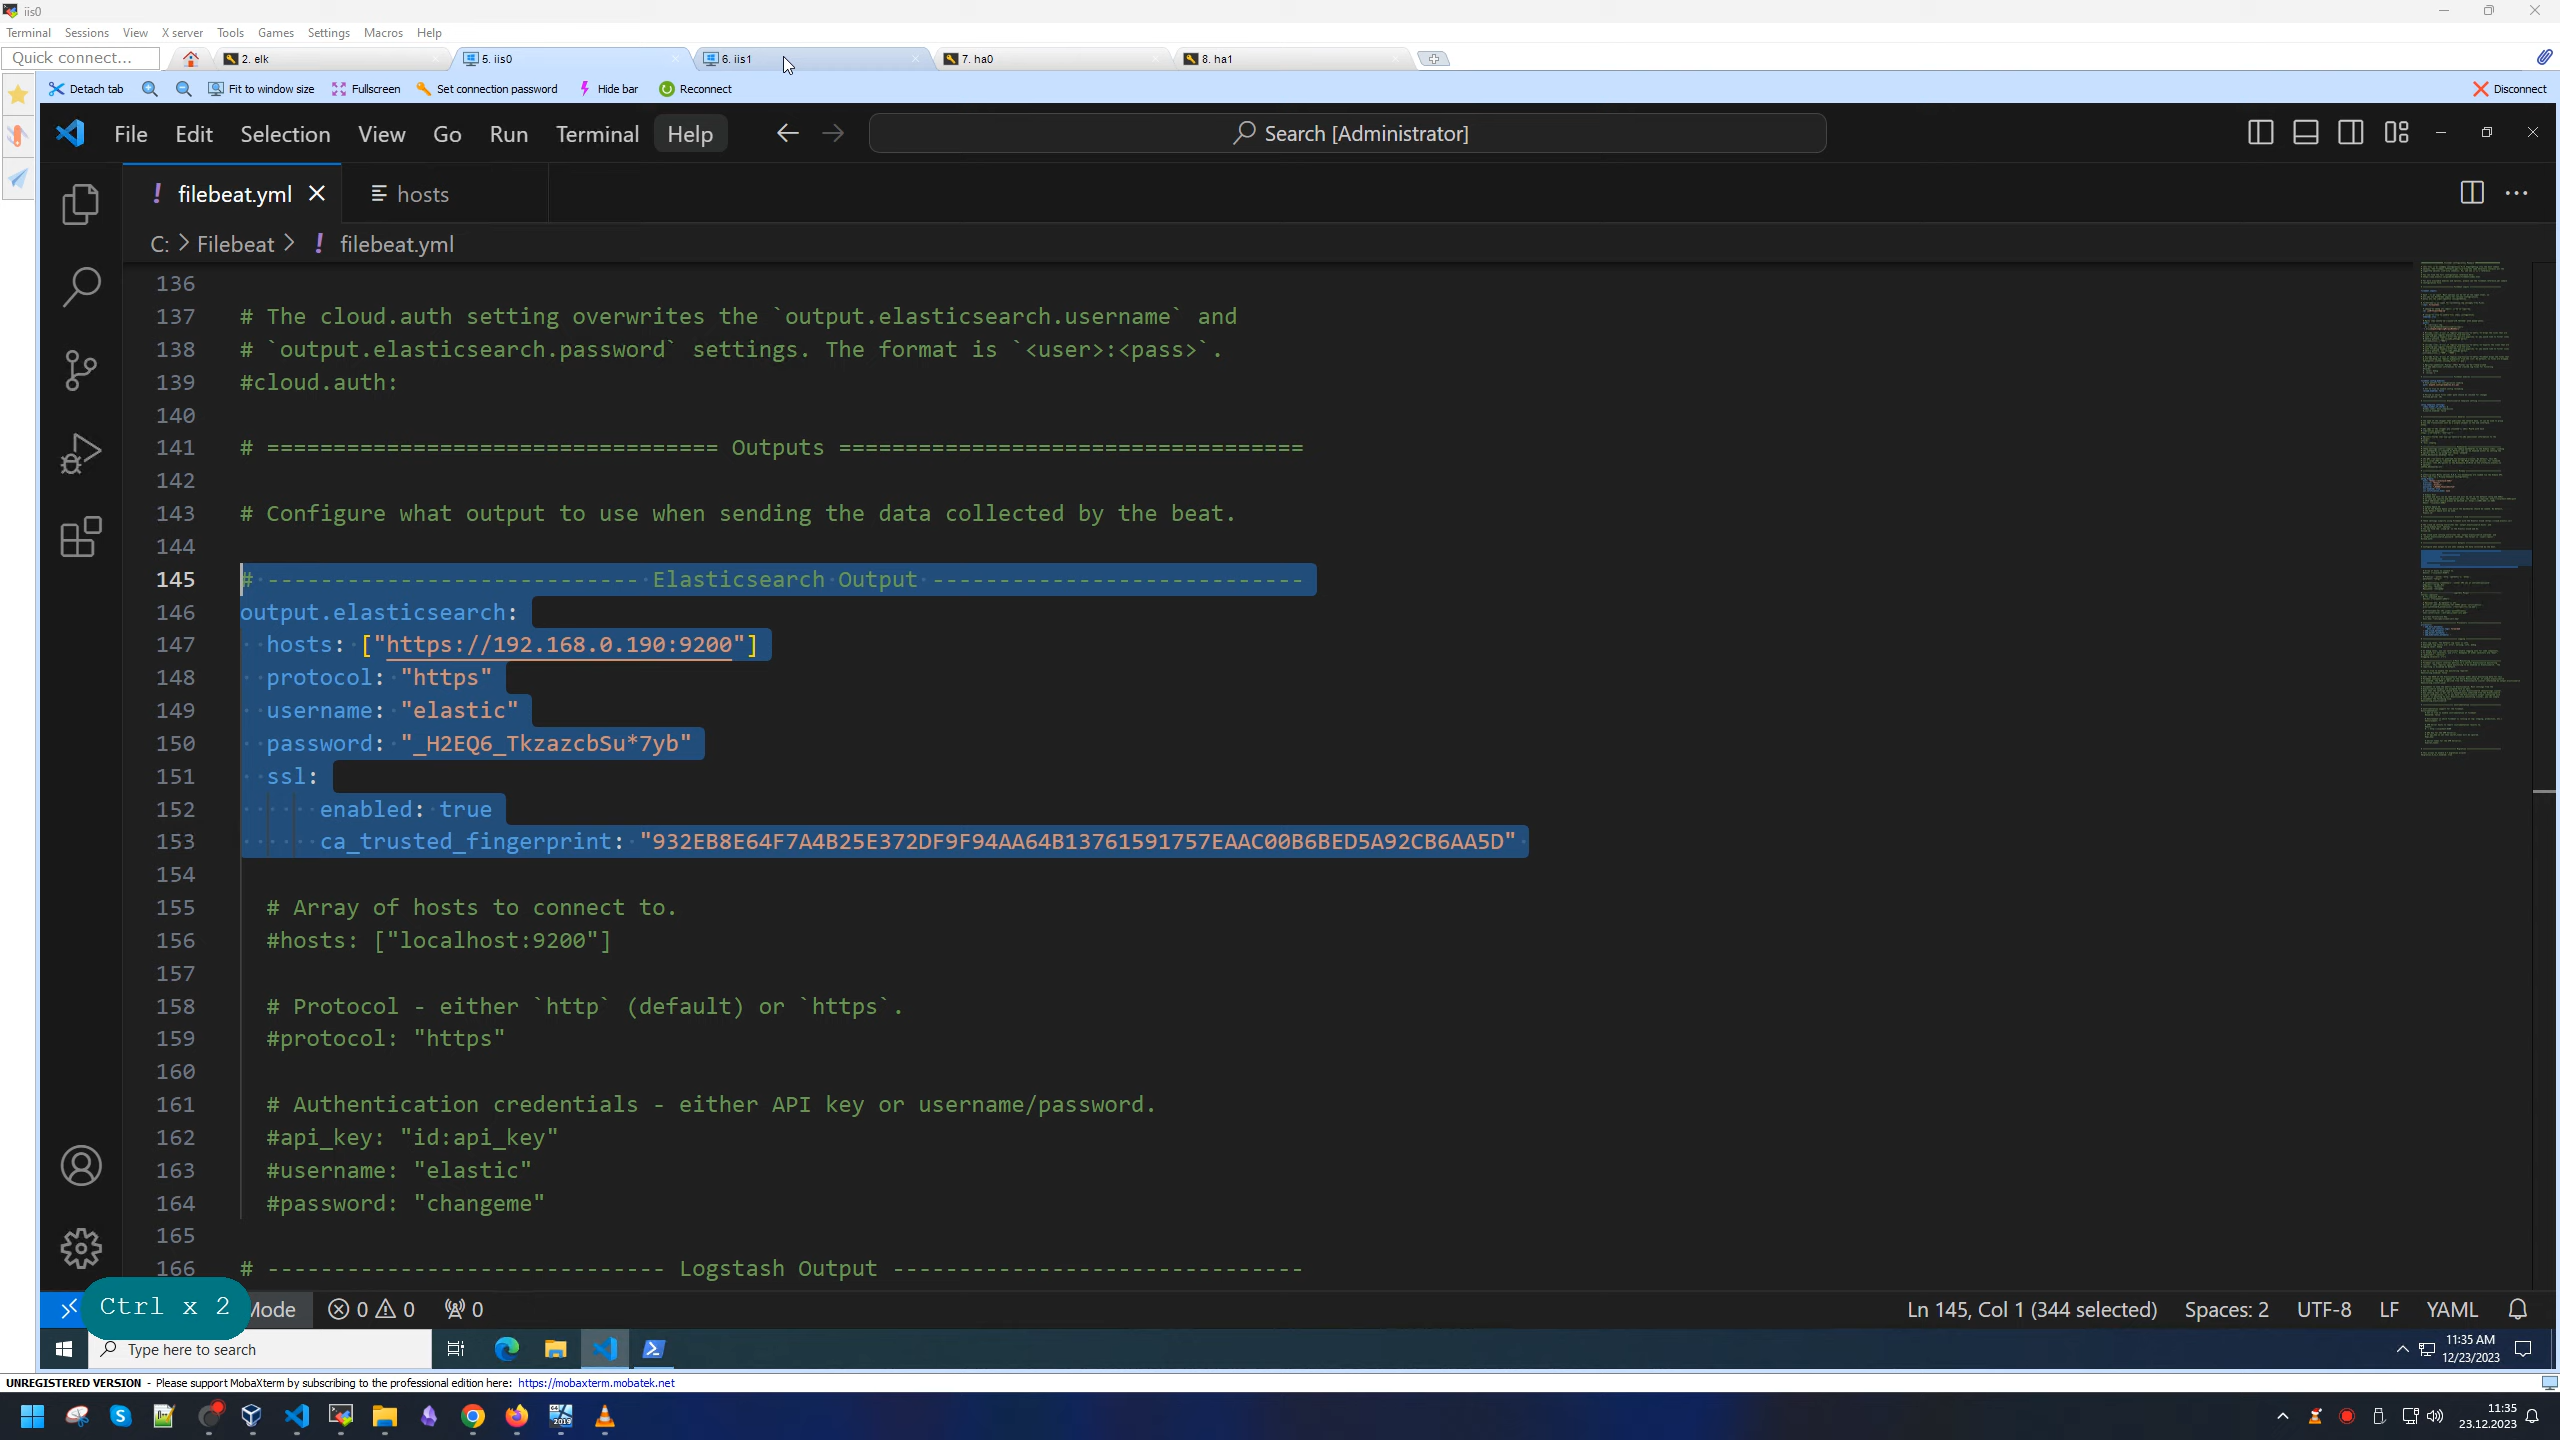 iis0
Terminal Sessions View X server Tools Games Settings Macros Help
Quick connect... 2. elk 5. iis0 6. iis1 7. ha0 8. ha1
Detach tab Fit to window size Fullscreen Set connection password Hide bar Reconnect Disconnect
File Edit Selection View Go Run Terminal Help Search [Administrator]
! filebeat.yml hosts
C: > Filebeat > ! filebeat.yml
136
137 # The cloud.auth setting overwrites the `output.elasticsearch.username` and
138 # `output.elasticsearch.password` settings. The format is `<user>:<pass>`.
139 #cloud.auth:
140
141 # ================================== Outputs ===================================
142
143 # Configure what output to use when sending the data collected by the beat.
144
145 # ---------------------------- Elasticsearch Output ----------------------------
146 output.elasticsearch:
147 hosts: ["https://192.168.0.190:9200"]
148 protocol: "https"
149 username: "elastic"
150 password: "_H2EQ6_TkzazcbSu*7yb"
151 ssl:
152 enabled: true
153 ca_trusted_fingerprint: "932EB8E64F7A4B25E372DF9F94AA64B13761591757EAAC00B6BED5A92CB6AA5D"
154
155 # Array of hosts to connect to.
156 #hosts: ["localhost:9200"]
157
158 # Protocol - either `http` (default) or `https`.
159 #protocol: "https"
160
161 # Authentication credentials - either API key or username/password.
162 #api_key: "id:api_key"
163 #username: "elastic"
164 #password: "changeme"
165
166 # ------------------------------ Logstash Output -------------------------------
Ctrl x 2 Mode 0 0 0 Ln 145, Col 1 (344 selected) Spaces: 2 UTF-8 LF YAML
Type here to search 11:35 AM
12/23/2023
UNREGISTERED VERSION - Please support MobaXterm by subscribing to the professional edition here: https://mobaxterm.mobatek.net
11:35
23.12.2023